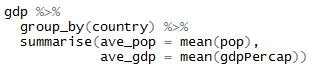 gdp %>%
  group_by(country) %>%
  summarise(ave_pop = mean(pop),
            ave_gdp = mean(gdpPercap))